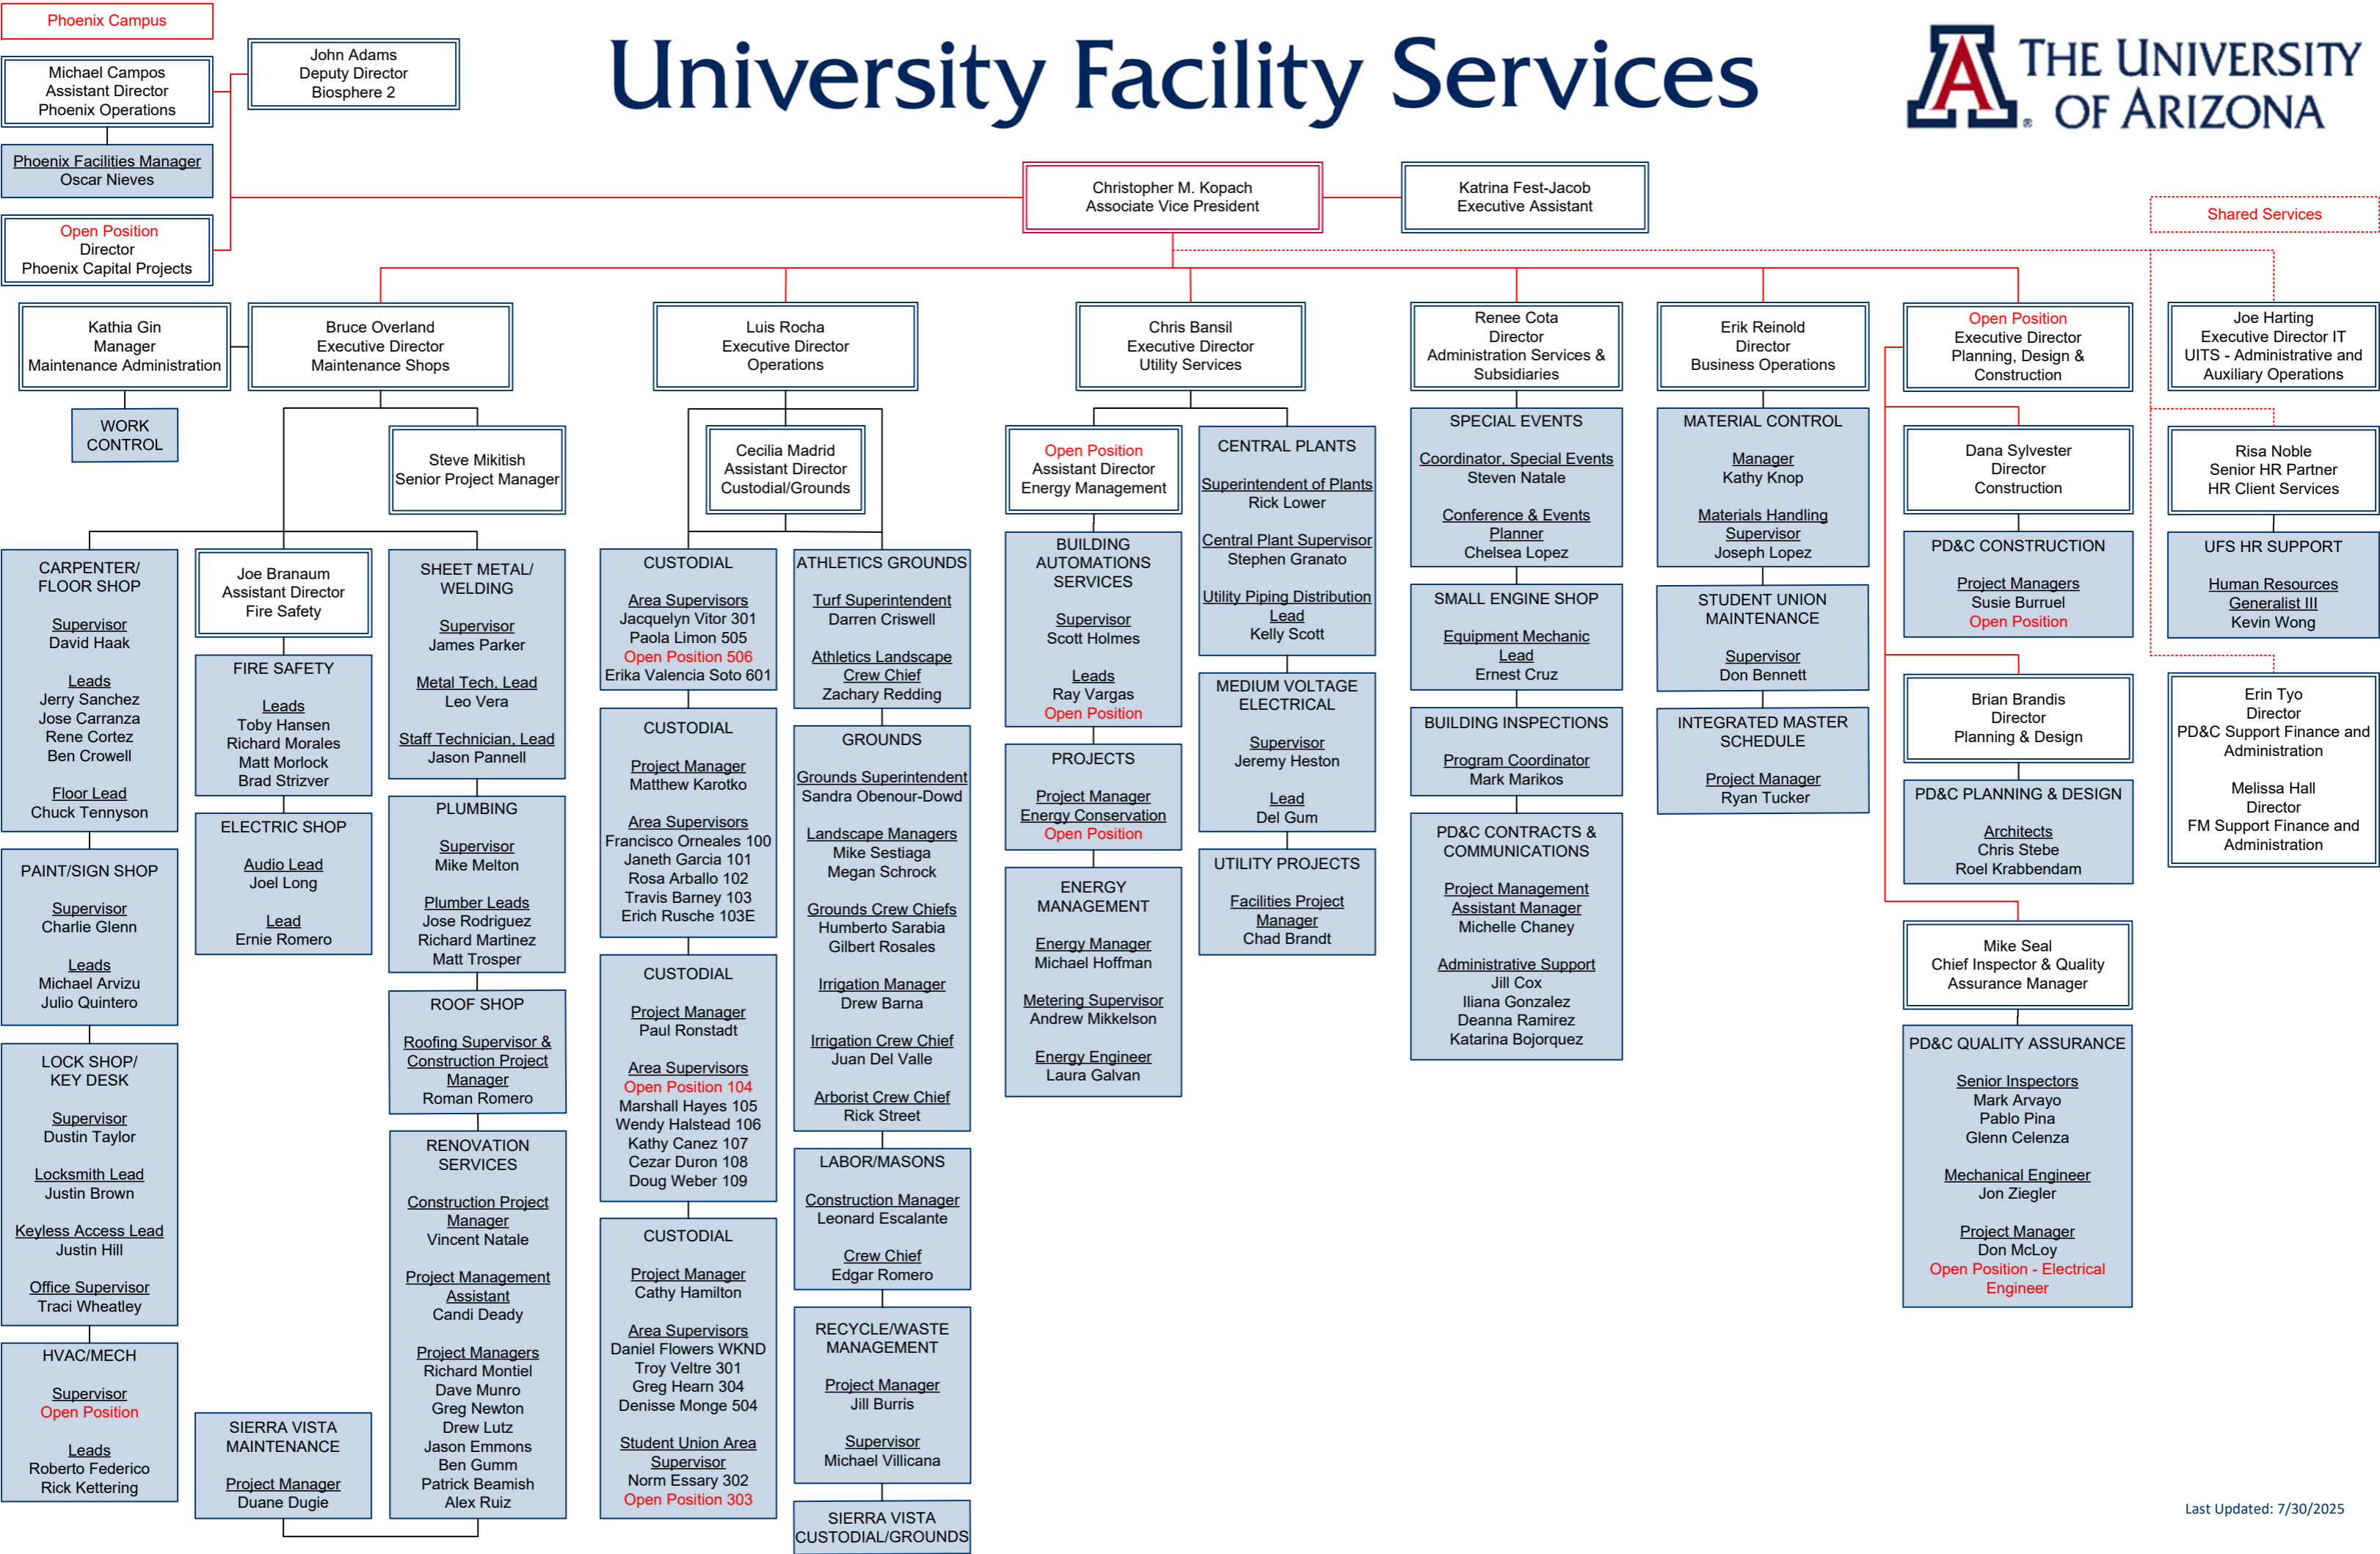 Phoenix Campus
Michael Campos
Assistant Director
Phoenix Operations
Phoenix Facilities Manager
Oscar Nieves
Open Position
Director
Phoenix Capital Projects
John Adams
Deputy Director
Biosphere 2
University Facility Services
THE UNIVERSITY
OF ARIZONA
Christopher M. Kopach
Associate Vice President
Katrina Fest-Jacob
Executive Assistant
Shared Services
Kathia Gin
Manager
Maintenance Administration
WORK
CONTROL
Bruce Overland
Executive Director
Maintenance Shops
Steve Mikitish
Senior Project Manager
CARPENTER/
FLOOR SHOP
Supervisor
David Haak
Leads
Jerry Sanchez
Jose Carranza
Rene Cortez
Ben Crowell
Floor Lead
Chuck Tennyson
PAINT/SIGN SHOP
Supervisor
Charlie Glenn
Leads
Michael Arvizu
Julio Quintero
LOCK SHOP/
KEY DESK
Supervisor
Dustin Taylor
Locksmith Lead
Justin Brown
Keyless Access Lead
Justin Hill
Office Supervisor
Traci Wheatley
HVAC/MECH
Supervisor
Open Position
Leads
Roberto Federico
Rick Kettering
Joe Branaum
Assistant Director
Fire Safety
FIRE SAFETY
Leads
Toby Hansen
Richard Morales
Matt Morlock
Brad Strizver
ELECTRIC SHOP
Audio Lead
Joel Long
Lead
Ernie Romero
SIERRA VISTA
MAINTENANCE
Project Manager
Duane Dugie
SHEET METAL/
WELDING
Supervisor
James Parker
Metal Tech, Lead
Leo Vera
Staff Technician, Lead
Jason Pannell
PLUMBING
Supervisor
Mike Melton
Plumber Leads
Jose Rodriguez
Richard Martinez
Matt Trosper
ROOF SHOP
Roofing Supervisor &
Construction Project
Manager
Roman Romero
RENOVATION
SERVICES
Construction Project
Manager
Vincent Natale
Project Management
Assistant
Candi Deady
Project Managers
Richard Montiel
Dave Munro
Greg Newton
Drew Lutz
Jason Emmons
Ben Gumm
Patrick Beamish
Alex Ruiz
Luis Rocha
Executive Director
Operations
Cecilia Madrid
Assistant Director
Custodial/Grounds
CUSTODIAL
Area Supervisors
Jacquelyn Vitor 301
Paola Limon 505
Open Position 506
Erika Valencia Soto 601
CUSTODIAL
Project Manager
Matthew Karotko
Area Supervisors
Francisco Orneales 100
Janeth Garcia 101
Rosa Arballo 102
Travis Barney 103
Erich Rusche 103E
CUSTODIAL
Project Manager
Paul Ronstadt
Area Supervisors
Open Position 104
Marshall Hayes 105
Wendy Halstead 106
Kathy Canez 107
Cezar Duron 108
Doug Weber 109
CUSTODIAL
Project Manager
Cathy Hamilton
Area Supervisors
Daniel Flowers WKND
Troy Veltre 301
Greg Hearn 304
Denisse Monge 504
Student Union Area
Supervisor
Norm Essary 302
Open Position 303
ATHLETICS GROUNDS
Turf Superintendent
Darren Criswell
Athletics Landscape
Crew Chief
Zachary Redding
GROUNDS
Grounds Superintendent
Sandra Obenour-Dowd
Landscape Managers
Mike Sestiaga
Megan Schrock
Grounds Crew Chiefs
Humberto Sarabia
Gilbert Rosales
Irrigation Manager
Drew Barna
Irrigation Crew Chief
Juan Del Valle
Arborist Crew Chief
Rick Street
LABOR/MASONS
Construction Manager
Leonard Escalante
Crew Chief
Edgar Romero
RECYCLE/WASTE
MANAGEMENT
Project Manager
Jill Burris
Supervisor
Michael Villicana
SIERRA VISTA
CUSTODIAL/GROUNDS
Chris Bansil
Executive Director
Utility Services
Open Position
Assistant Director
Energy Management
BUILDING
AUTOMATIONS
SERVICES
Supervisor
Scott Holmes
Leads
Ray Vargas
Open Position
PROJECTS
Project Manager
Energy Conservation
Open Position
ENERGY
MANAGEMENT
Energy Manager
Michael Hoffman
Metering Supervisor
Andrew Mikkelson
Energy Engineer
Laura Galvan
CENTRAL PLANTS
Superintendent of Plants
Rick Lower
Central Plant Supervisor
Stephen Granato
Utility Piping Distribution
Lead
Kelly Scott
MEDIUM VOLTAGE
ELECTRICAL
Supervisor
Jeremy Heston
Lead
Del Gum
UTILITY PROJECTS
Facilities Project
Manager
Chad Brandt
Renee Cota
Director
Administration Services &
Subsidiaries
SPECIAL EVENTS
Coordinator, Special Events
Steven Natale
Conference & Events
Planner
Chelsea Lopez
SMALL ENGINE SHOP
Equipment Mechanic
Lead
Ernest Cruz
BUILDING INSPECTIONS
Program Coordinator
Mark Marikos
PD&C CONTRACTS &
COMMUNICATIONS
Project Management
Assistant Manager
Michelle Chaney
Administrative Support
Jill Cox
Iliana Gonzalez
Deanna Ramirez
Katarina Bojorquez
Erik Reinold
Director
Business Operations
MATERIAL CONTROL
Manager
Kathy Knop
Materials Handling
Supervisor
Joseph Lopez
STUDENT UNION
MAINTENANCE
Supervisor
Don Bennett
INTEGRATED MASTER
SCHEDULE
Project Manager
Ryan Tucker
Open Position
Executive Director
Planning, Design &
Construction
Dana Sylvester
Director
Construction
PD&C CONSTRUCTION
Project Managers
Susie Burruel
Open Position
Brian Brandis
Director
Planning & Design
PD&C PLANNING & DESIGN
Architects
Chris Stebe
Roel Krabbendam
Mike Seal
Chief Inspector & Quality
Assurance Manager
PD&C QUALITY ASSURANCE
Senior Inspectors
Mark Arvayo
Pablo Pina
Glenn Celenza
Mechanical Engineer
Jon Ziegler
Project Manager
Don McLoy
Open Position - Electrical
Engineer
Joe Harting
Executive Director IT
UITS - Administrative and
Auxiliary Operations
Risa Noble
Senior HR Partner
HR Client Services
UFS HR SUPPORT
Human Resources
Generalist III
Kevin Wong
Erin Tyo
Director
PD&C Support Finance and
Administration
Melissa Hall
Director
FM Support Finance and
Administration
Last Updated: 7/30/2025